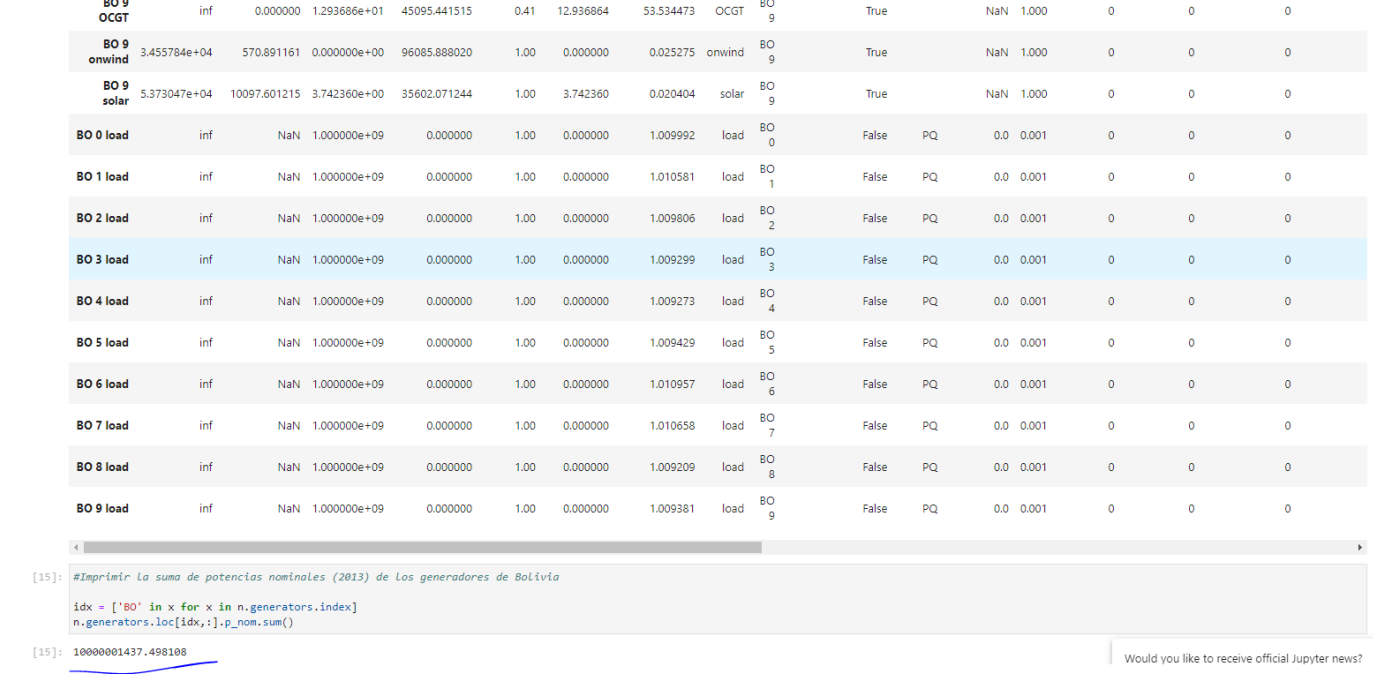 BO 9 OCGT inf 0.000000 1.293686e+01 45095.441515 0.41 12.936864 53.534473 OCGT BO 9 True NaN 1.000 0 0 0
BO 9 onwind 3.455784e+04 570.891161 0.000000e+00 96085.888020 1.00 0.000000 0.025275 onwind BO 9 True NaN 1.000 0 0 0
BO 9 solar 5.373047e+04 10097.601215 3.742360e+00 35602.071244 1.00 3.742360 0.020404 solar BO 9 True NaN 1.000 0 0 0
BO 0 load inf NaN 1.000000e+09 0.000000 1.00 0.000000 1.009992 load BO 0 False PQ 0.0 0.001 0 0 0
BO 1 load inf NaN 1.000000e+09 0.000000 1.00 0.000000 1.010581 load BO 1 False PQ 0.0 0.001 0 0 0
BO 2 load inf NaN 1.000000e+09 0.000000 1.00 0.000000 1.009806 load BO 2 False PQ 0.0 0.001 0 0 0
BO 3 load inf NaN 1.000000e+09 0.000000 1.00 0.000000 1.009299 load BO 3 False PQ 0.0 0.001 0 0 0
BO 4 load inf NaN 1.000000e+09 0.000000 1.00 0.000000 1.009273 load BO 4 False PQ 0.0 0.001 0 0 0
BO 5 load inf NaN 1.000000e+09 0.000000 1.00 0.000000 1.009429 load BO 5 False PQ 0.0 0.001 0 0 0
BO 6 load inf NaN 1.000000e+09 0.000000 1.00 0.000000 1.010957 load BO 6 False PQ 0.0 0.001 0 0 0
BO 7 load inf NaN 1.000000e+09 0.000000 1.00 0.000000 1.010658 load BO 7 False PQ 0.0 0.001 0 0 0
BO 8 load inf NaN 1.000000e+09 0.000000 1.00 0.000000 1.009209 load BO 8 False PQ 0.0 0.001 0 0 0
BO 9 load inf NaN 1.000000e+09 0.000000 1.00 0.000000 1.009381 load BO 9 False PQ 0.0 0.001 0 0 0
[15]: #Imprimir la suma de potencias nominales (2013) de los generadores de Bolivia
idx = ['BO' in x for x in n.generators.index]
n.generators.loc[idx,:].p_nom.sum()
[15]: 10000001437.498108
Would you like to receive official Jupyter news?